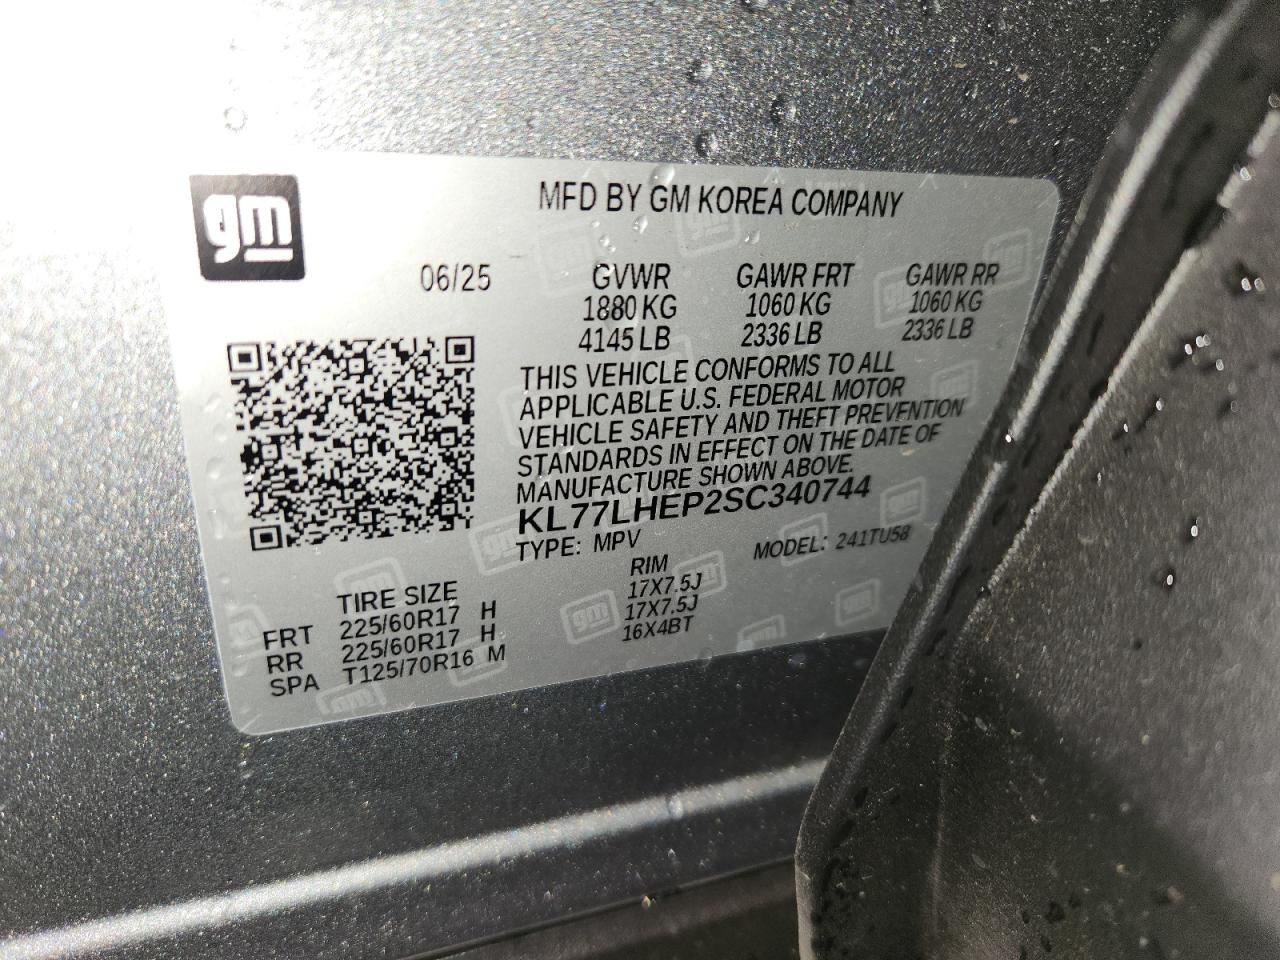 gm
MFD BY GM KOREA COMPANY
06/25 GVWR GAWR FRT GAWR RR
1880 KG 1060 KG 1060 KG
4145 LB 2336 LB 2336 LB
THIS VEHICLE CONFORMS TO ALL
APPLICABLE U.S. FEDERAL MOTOR
VEHICLE SAFETY AND THEFT PREVENTION
STANDARDS IN EFFECT ON THE DATE OF
MANUFACTURE SHOWN ABOVE.
KL77LHEP2SC340744
TYPE: MPV MODEL: 241TU58
TIRE SIZE RIM
FRT 225/60R17 H 17X7.5J
RR 225/60R17 H 17X7.5J
SPA T125/70R16 M 16X4BT